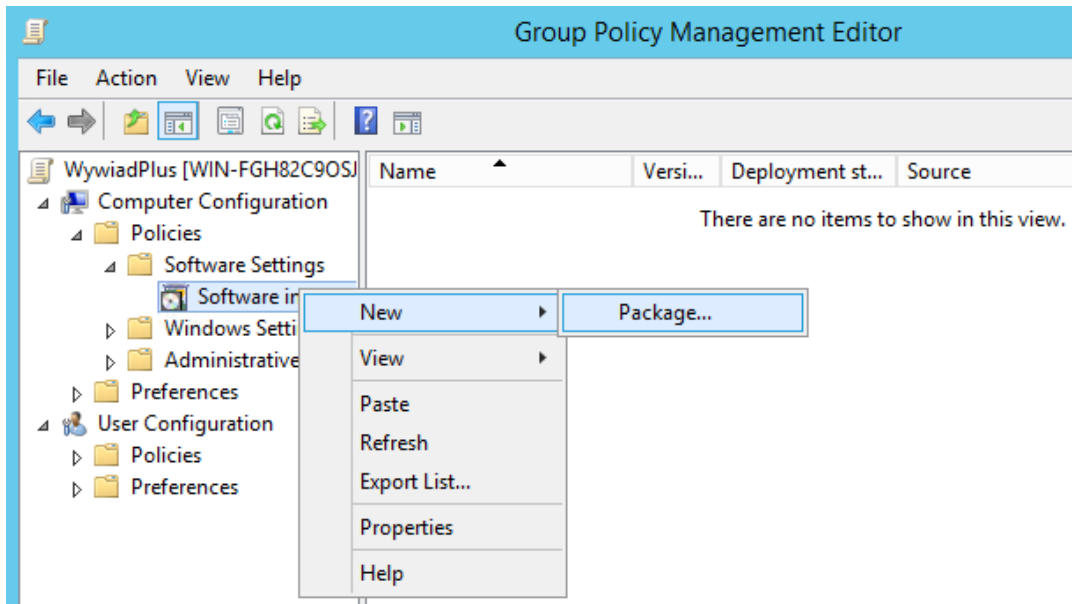 Group Policy Management Editor
File Action View Help
WywiadPlus [WIN-FGH82C9OSJ
Name Versi... Deployment st... Source
Computer Configuration
There are no items to show in this view.
Policies
Software Settings
Software in
New Package...
Windows Setti
View
Administrative
Preferences
Paste
User Configuration
Refresh
Policies
Export List...
Preferences
Properties
Help